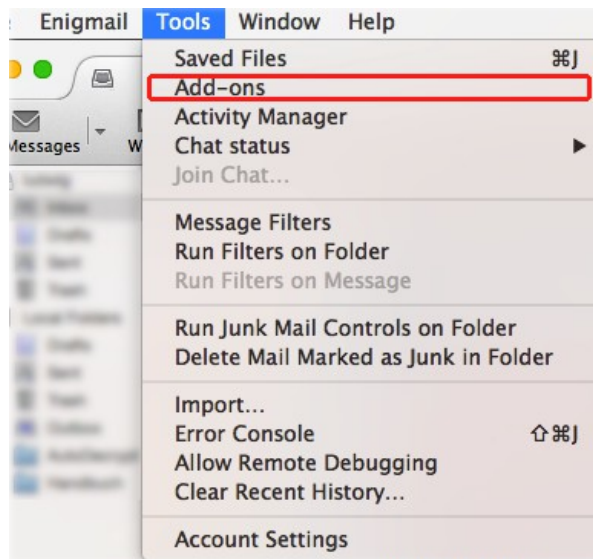 Enigmail Tools Window Help
Saved Files ⌘J
Add-ons
Activity Manager
Messages
Chat status ▶
Join Chat...
Message Filters
Run Filters on Folder
Run Filters on Message
Run Junk Mail Controls on Folder
Delete Mail Marked as Junk in Folder
Import...
Error Console ⇧⌘J
Allow Remote Debugging
Clear Recent History...
Account Settings